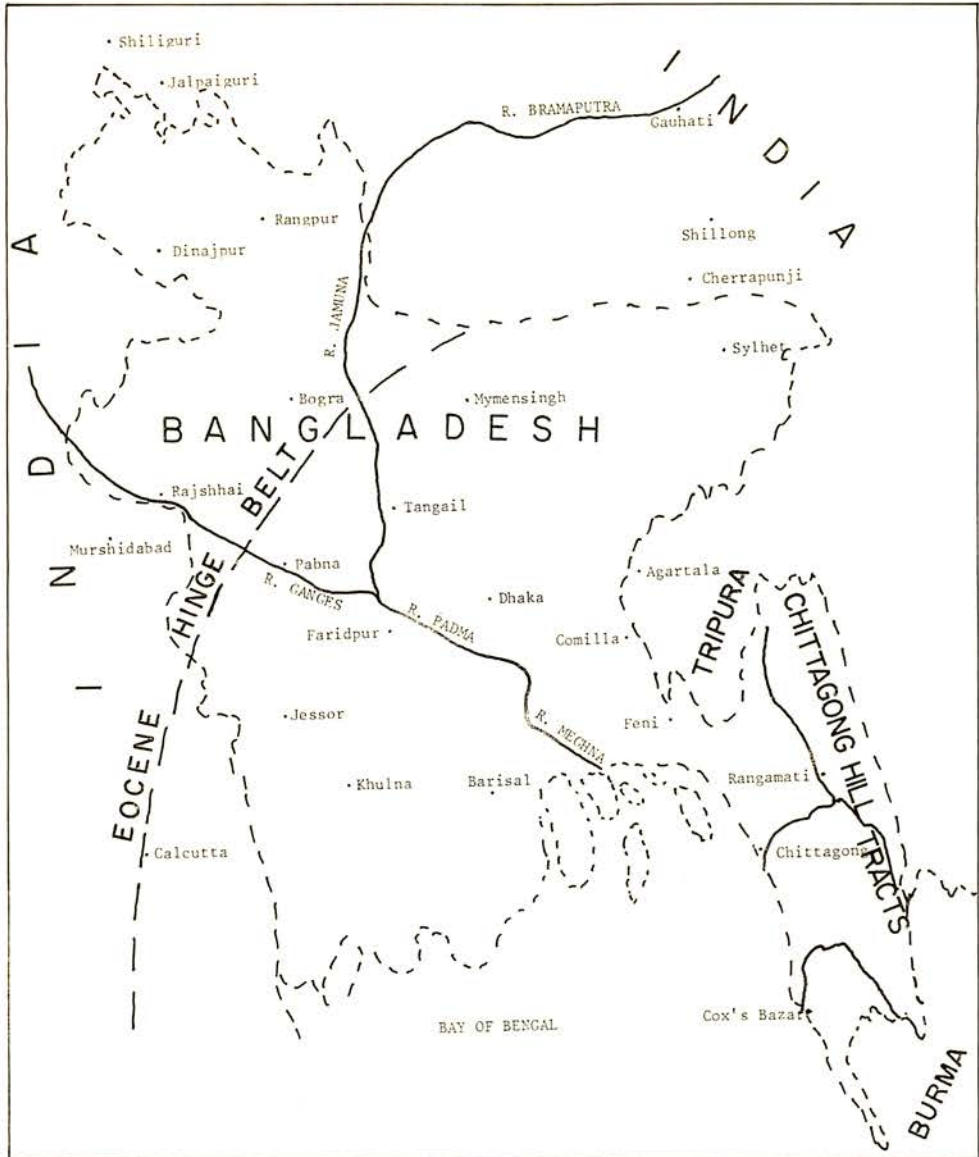 Shiliguri
Jalpaiguri
R. BRAMAPUTRA
Gauhati
INDIA
Rangpur
Shillong
Dinajpur
Cherrapunji
R. JAMUNA
Sylhet
INDIA
Bogra
Mymensingh
BANGLADESH
Rajshhai
Tangail
Murshidabad
Pabna
R. GANGES
Agartala
Dhaka
R. PADMA
Faridpur
Comilla
TRIPURA
CHITTAGONG HILL TRACTS
EOCENE HINGE BELT
Jessor
R. MEGHNA
Feni
Khulna
Barisal
Rangamati
Calcutta
Chittagong
BAY OF BENGAL
Cox's Bazar
BURMA